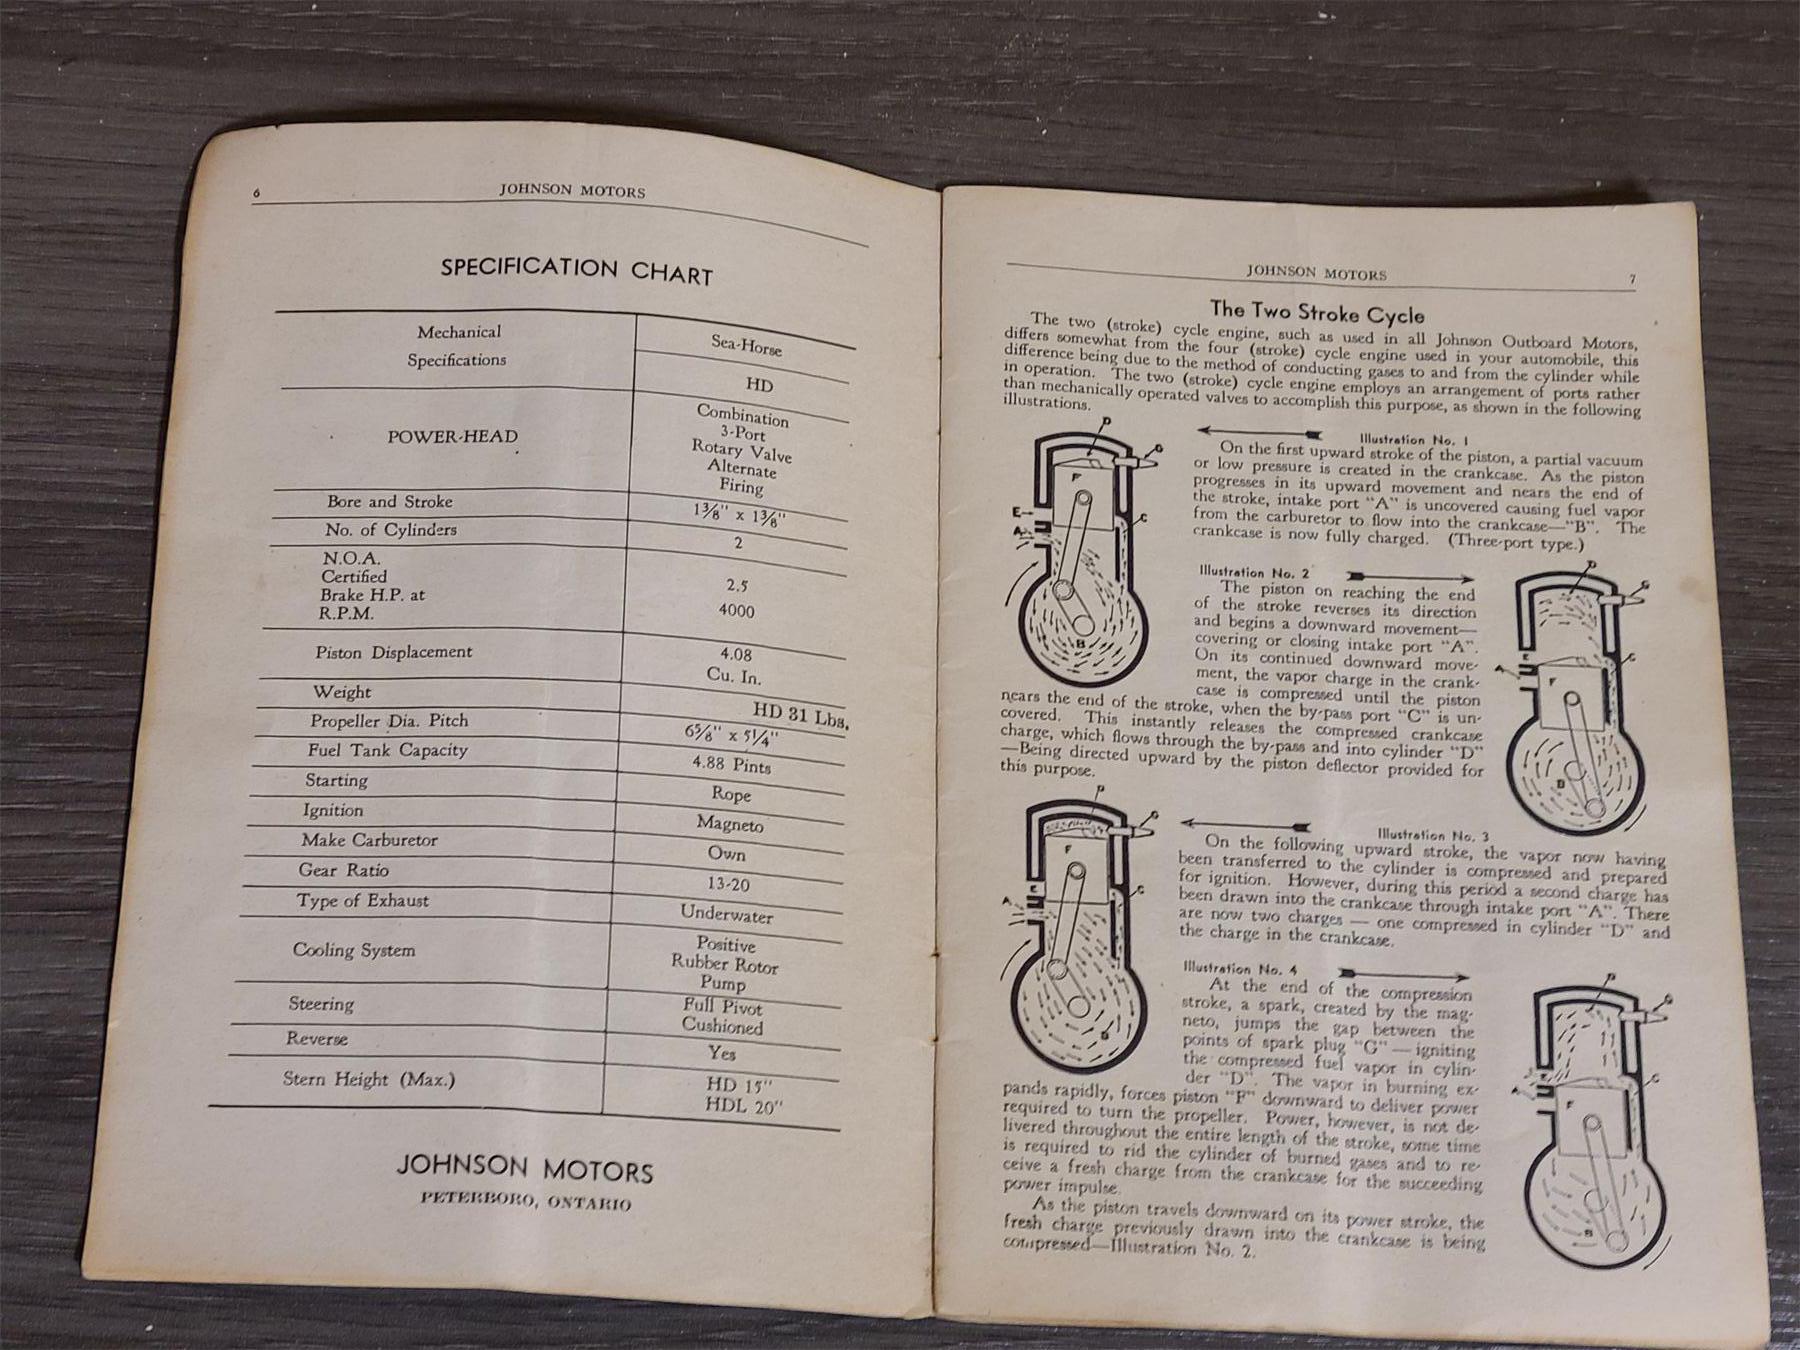 6
JOHNSON MOTORS
SPECIFICATION CHART
Mechanical
Specifications
Sea-Horse
HD
POWER-HEAD
Combination
3-Port
Rotary Valve
Alternate
Firing
Bore and Stroke
1⅜" x 1⅜"
No. of Cylinders
2
N.O.A.
Certified
Brake H.P. at
R.P.M.
2.5
4000
Piston Displacement
4.08
Cu. In.
Weight
HD 31 Lbs.
Propeller Dia. Pitch
6⅝" x 5¼"
Fuel Tank Capacity
4.88 Pints
Starting
Rope
Ignition
Magneto
Make Carburetor
Own
Gear Ratio
13-20
Type of Exhaust
Underwater
Cooling System
Positive
Rubber Rotor
Pump
Steering
Full Pivot
Cushioned
Reverse
Yes
Stern Height (Max.)
HD 15"
HDL 20"
JOHNSON MOTORS
PETERBORO, ONTARIO
JOHNSON MOTORS
7
The Two Stroke Cycle
The two (stroke) cycle engine, such as used in all Johnson Outboard Motors,
differs somewhat from the four (stroke) cycle engine used in your automobile, this
difference being due to the method of conducting gases to and from the cylinder while
in operation. The two (stroke) cycle engine employs an arrangement of ports rather
than mechanically operated valves to accomplish this purpose, as shown in the following
illustrations.
D
G
F
E
A
C
B
Illustration No. 1
On the first upward stroke of the piston, a partial vacuum
or low pressure is created in the crankcase. As the piston
progresses in its upward movement and nears the end of
the stroke, intake port "A" is uncovered causing fuel vapor
from the carburetor to flow into the crankcase—"B". The
crankcase is now fully charged. (Three-port type.)
Illustration No. 2
The piston on reaching the end
of the stroke reverses its direction
and begins a downward movement—
covering or closing intake port "A".
On its continued downward move-
ment, the vapor charge in the crank-
case is compressed until the piston
nears the end of the stroke, when the by-pass port "C" is un-
covered. This instantly releases the compressed crankcase
charge, which flows through the by-pass and into cylinder "D"
—Being directed upward by the piston deflector provided for
this purpose.
D
G
E
C
A
F
B
D
G
F
E
C
A
B
Illustration No. 3
On the following upward stroke, the vapor now having
been transferred to the cylinder is compressed and prepared
for ignition. However, during this period a second charge has
been drawn into the crankcase through intake port "A". There
are now two charges — one compressed in cylinder "D" and
the charge in the crankcase.
Illustration No. 4
At the end of the compression
stroke, a spark, created by the mag-
neto, jumps the gap between the
points of spark plug "G" — igniting
the compressed fuel vapor in cylin-
der "D". The vapor in burning ex-
pands rapidly, forces piston "F" downward to deliver power
required to turn the propeller. Power, however, is not de-
livered throughout the entire length of the stroke, some time
is required to rid the cylinder of burned gases and to re-
ceive a fresh charge from the crankcase for the succeeding
power impulse.
As the piston travels downward on its power stroke, the
fresh charge previously drawn into the crankcase is being
compressed—Illustration No. 2.
D
G
E
C
A
F
B